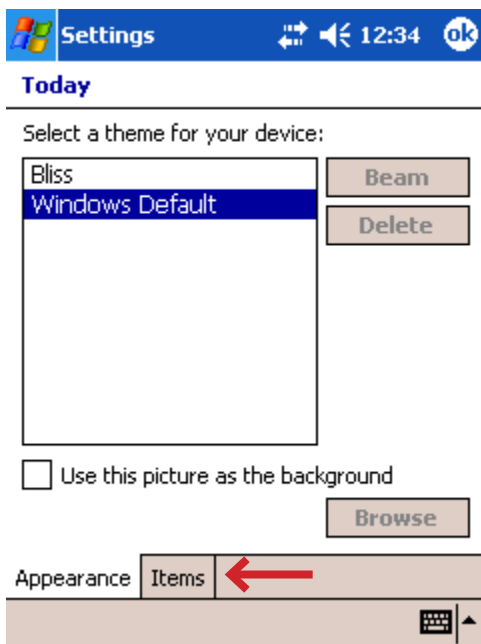 Settings 12:34 ok
Today
Select a theme for your device:
Bliss
Windows Default
Beam
Delete
Use this picture as the background
Browse
Appearance Items